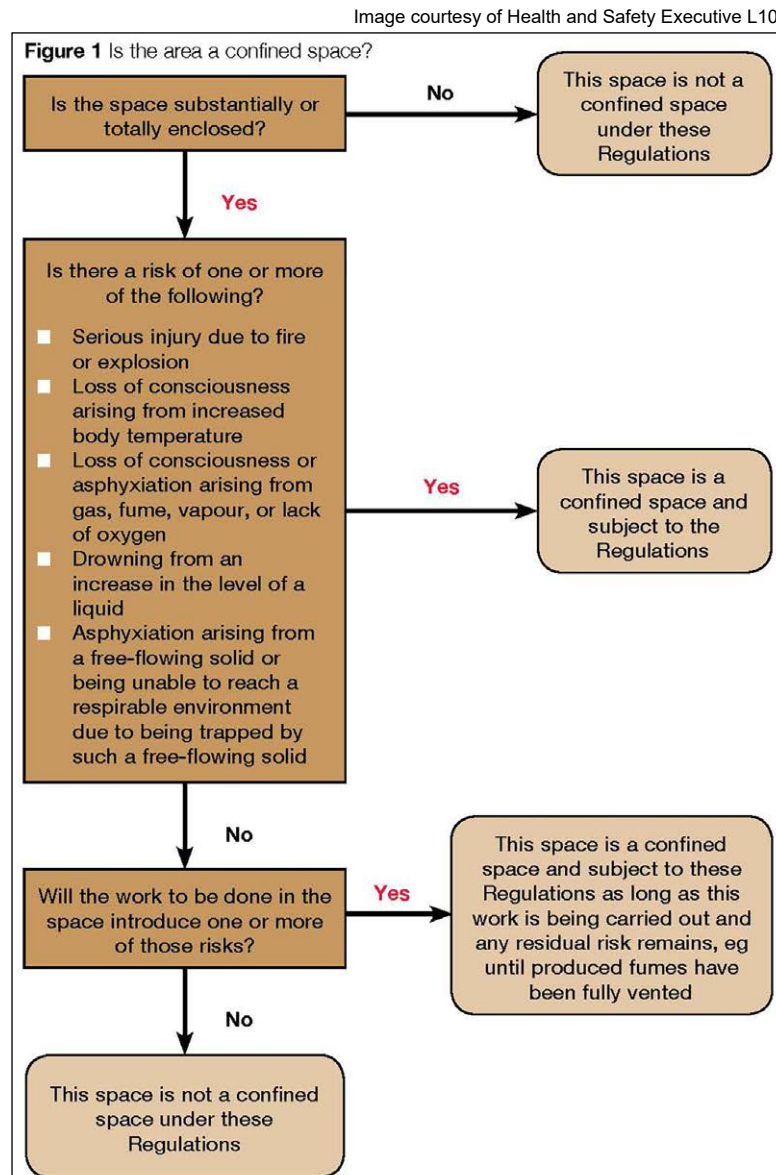 Image courtesy of Health and Safety Executive L10
Figure 1 Is the area a confined space?
Is the space substantially or
totally enclosed?
No
This space is not a
confined space
under these
Regulations
Yes
Is there a risk of one or more
of the following?
Serious injury due to fire
or explosion
Loss of consciousness
arising from increased
body temperature
Loss of consciousness or
asphyxiation arising from
gas, fume, vapour, or lack
of oxygen
Drowning from an
increase in the level of a
liquid
Asphyxiation arising from
a free-flowing solid or
being unable to reach a
respirable environment
due to being trapped by
such a free-flowing solid
Yes
This space is a
confined space and
subject to the
Regulations
No
Will the work to be done in the
space introduce one or more
of those risks?
Yes
This space is a confined
space and subject to these
Regulations as long as this
work is being carried out and
any residual risk remains, eg
until produced fumes have
been fully vented
No
This space is not a confined
space under these
Regulations